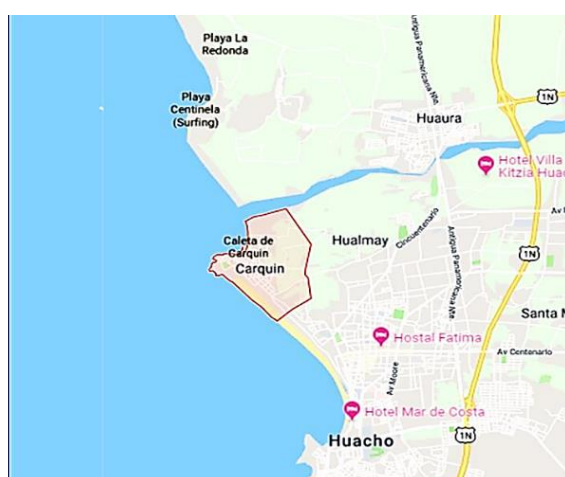 Playa La
Redonda
Playa
Centinela
(Surfing)
Antigua Panamericana Nte.
1N
Huaura
Hotel Villa
Kitzia Huac
Caleta de
Carquin
Carquin
Hualmay
Cincuentenario
Antigua Panamericana Nte.
Av
1N
Santa M
Hostal Fatima
Av Centenario
Av Moore
Hotel Mar de Costa
Huacho
1N